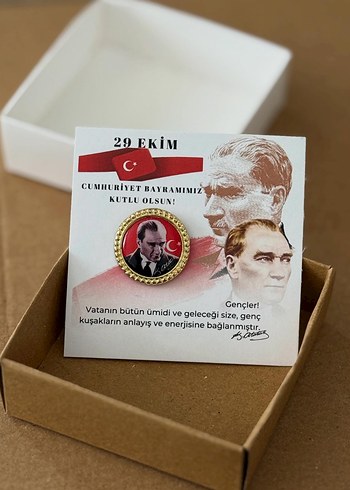 29 EKİM
CUMHURİYET BAYRAMIMIZ
KUTLU OLSUN!
Gençler!
Vatanın bütün ümidi ve geleceği size, genç
kuşakların anlayış ve enerjisine bağlanmıştır.
K. Atatürk